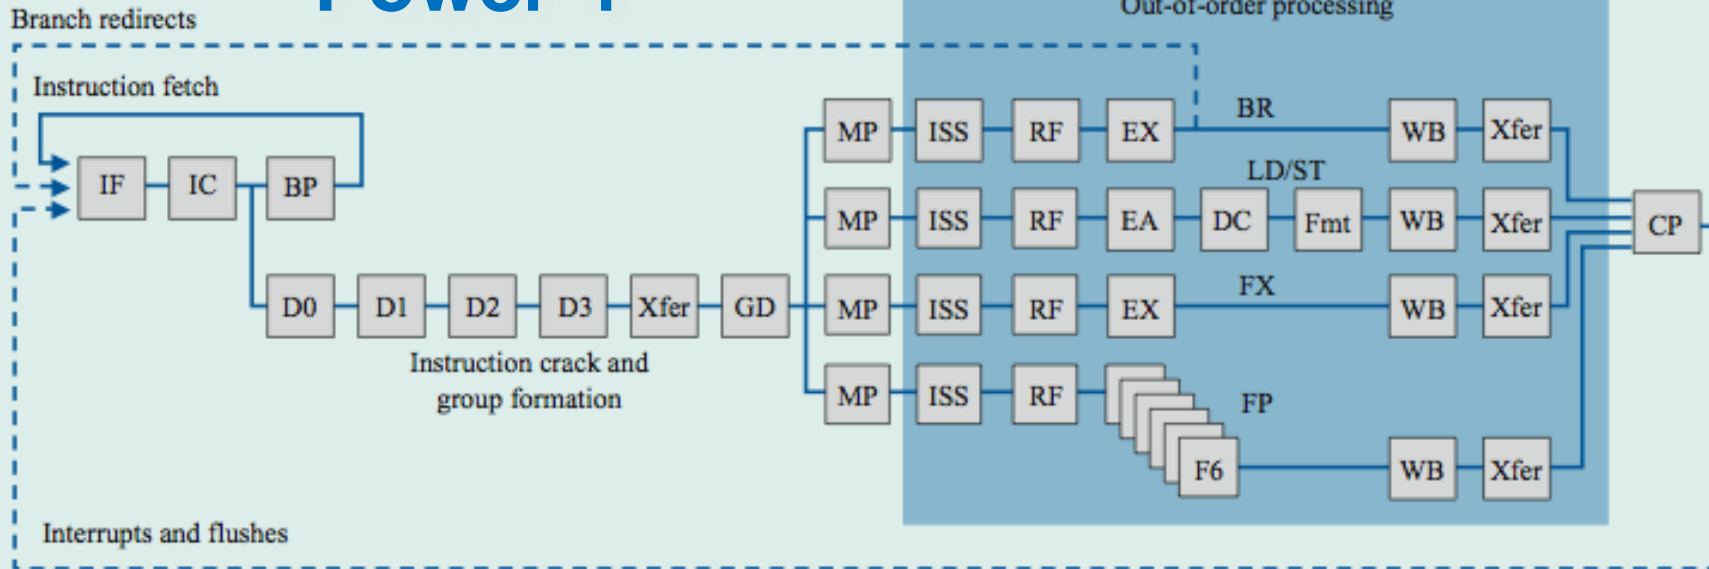 Power 4
Out-of-order processing
Branch redirects
Instruction fetch
IF IC BP
D0 D1 D2 D3 Xfer GD
Instruction crack and
group formation
MP ISS RF EX BR WB Xfer
LD/ST
MP ISS RF EA DC Fmt WB Xfer
CP
FX
MP ISS RF EX WB Xfer
MP ISS RF FP
F6 WB Xfer
Interrupts and flushes